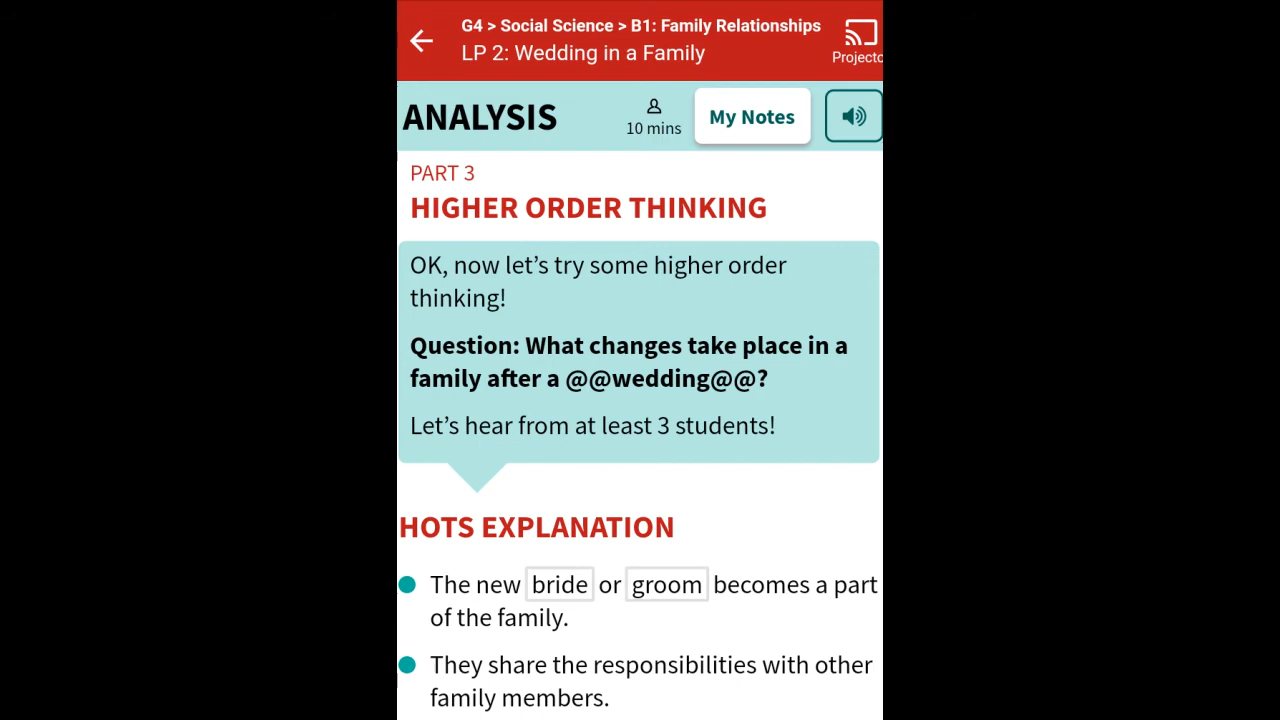 G4 > Social Science > B1: Family Relationships
LP 2: Wedding in a Family
ANALYSIS
10 mins
My Notes
PART 3
HIGHER ORDER THINKING
OK, now let’s try some higher order
thinking!
Question: What changes take place in a
family after a @@wedding@@?
Let’s hear from at least 3 students!
HOTS EXPLANATION
The new bride or groom becomes a part
of the family.
They share the responsibilities with other
family members.